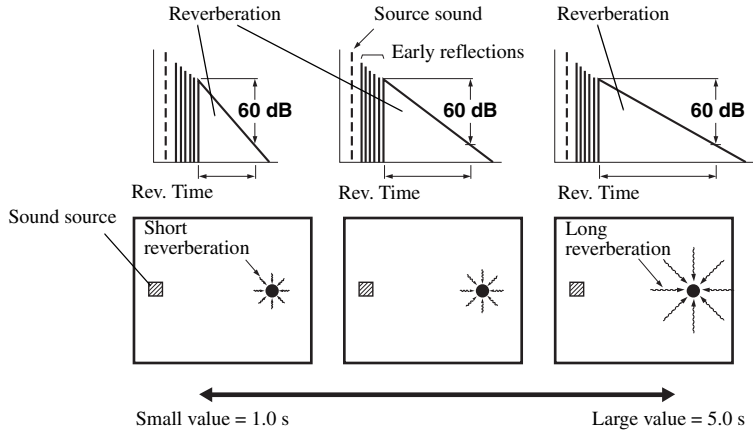 Reverberation
Source sound
Reverberation
Early reflections
60 dB
60 dB
60 dB
Rev. Time
Rev. Time
Rev. Time
Sound source
Short
reverberation
Long
reverberation
Small value = 1.0 s
Large value = 5.0 s